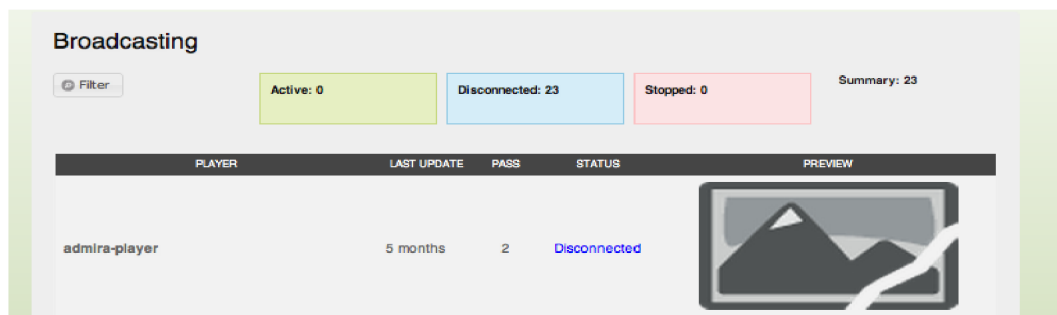 Broadcasting
Filter
Active: 0 Disconnected: 23 Stopped: 0 Summary: 23
PLAYER LAST UPDATE PASS STATUS PREVIEW
admira-player 5 months 2 Disconnected